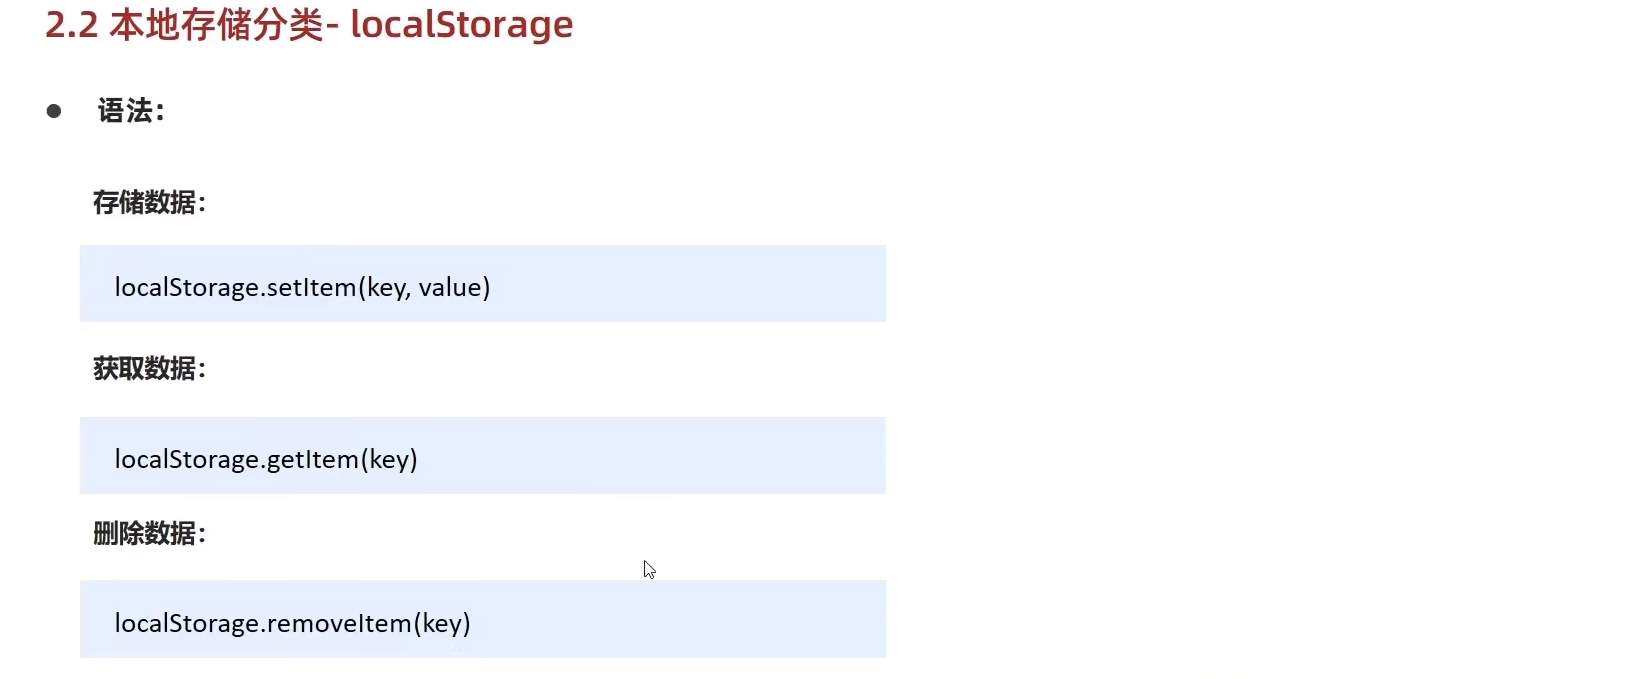 2.2 本地存储分类- localStorage
● 语法：
存储数据：
localStorage.setItem(key, value)
获取数据：
localStorage.getItem(key)
删除数据：
localStorage.removeItem(key)